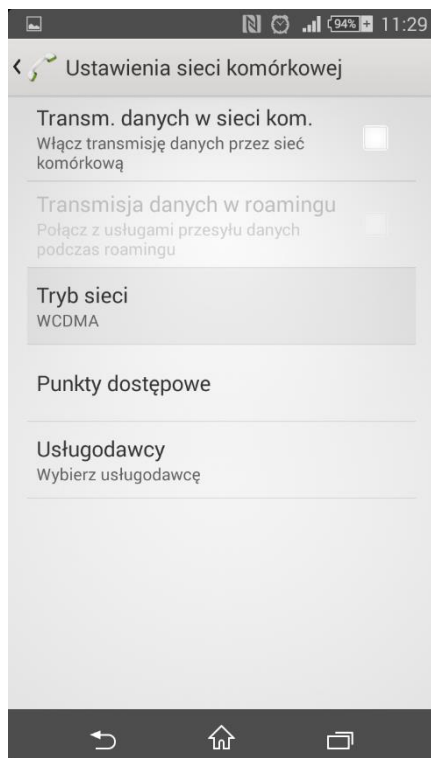 94% 11:29
Ustawienia sieci komórkowej
Transm. danych w sieci kom.
Włącz transmisję danych przez sieć
komórkową
Transmisja danych w roamingu
Połącz z usługami przesyłu danych
podczas roamingu
Tryb sieci
WCDMA
Punkty dostępowe
Usługodawcy
Wybierz usługodawcę